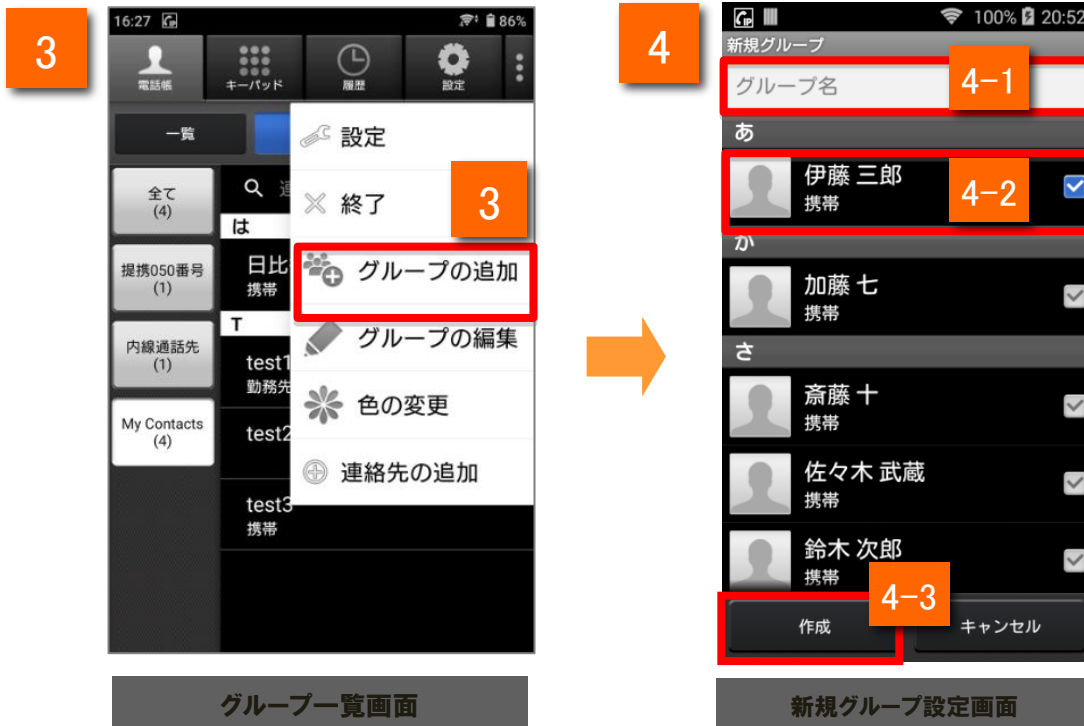 3
16:27
86%
電話帳
キーパッド
履歴
設定
一覧
設定
終了
3
グループの追加
グループの編集
色の変更
連絡先の追加
全て
(4)
提携050番号
(1)
内線通話先
(1)
My Contacts
(4)
は
日比
携帯
T
test1
勤務先
test2
test3
携帯
グループ一覧画面
4
100% 20:52
新規グループ
グループ名
4-1
あ
伊藤 三郎
携帯
4-2
か
加藤 七
携帯
さ
斎藤 十
携帯
佐々木 武蔵
携帯
鈴木 次郎
携帯
4-3
作成
キャンセル
新規グループ設定画面